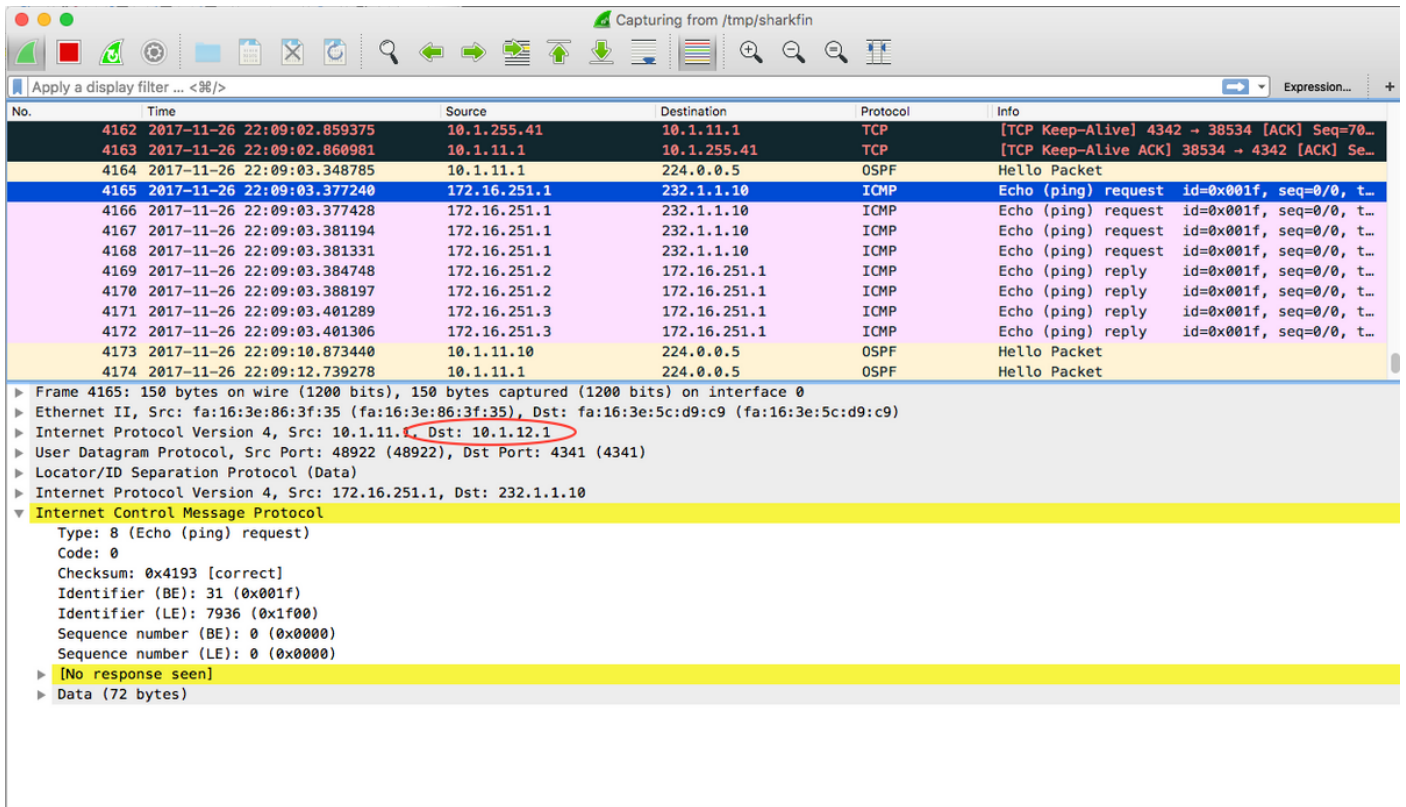 Capturing from /tmp/sharkfin
Apply a display filter ... <⌘/>
Expression... +
No. Time Source Destination Protocol Info
4162 2017-11-26 22:09:02.859375 10.1.255.41 10.1.11.1 TCP [TCP Keep-Alive] 4342 → 38534 [ACK] Seq=70…
4163 2017-11-26 22:09:02.860981 10.1.11.1 10.1.255.41 TCP [TCP Keep-Alive ACK] 38534 → 4342 [ACK] Se…
4164 2017-11-26 22:09:03.348785 10.1.11.1 224.0.0.5 OSPF Hello Packet
4165 2017-11-26 22:09:03.377240 172.16.251.1 232.1.1.10 ICMP Echo (ping) request id=0x001f, seq=0/0, t…
4166 2017-11-26 22:09:03.377428 172.16.251.1 232.1.1.10 ICMP Echo (ping) request id=0x001f, seq=0/0, t…
4167 2017-11-26 22:09:03.381194 172.16.251.1 232.1.1.10 ICMP Echo (ping) request id=0x001f, seq=0/0, t…
4168 2017-11-26 22:09:03.381331 172.16.251.1 232.1.1.10 ICMP Echo (ping) request id=0x001f, seq=0/0, t…
4169 2017-11-26 22:09:03.384748 172.16.251.2 172.16.251.1 ICMP Echo (ping) reply id=0x001f, seq=0/0, t…
4170 2017-11-26 22:09:03.388197 172.16.251.2 172.16.251.1 ICMP Echo (ping) reply id=0x001f, seq=0/0, t…
4171 2017-11-26 22:09:03.401289 172.16.251.3 172.16.251.1 ICMP Echo (ping) reply id=0x001f, seq=0/0, t…
4172 2017-11-26 22:09:03.401306 172.16.251.3 172.16.251.1 ICMP Echo (ping) reply id=0x001f, seq=0/0, t…
4173 2017-11-26 22:09:10.873440 10.1.11.10 224.0.0.5 OSPF Hello Packet
4174 2017-11-26 22:09:12.739278 10.1.11.1 224.0.0.5 OSPF Hello Packet
Frame 4165: 150 bytes on wire (1200 bits), 150 bytes captured (1200 bits) on interface 0
Ethernet II, Src: fa:16:3e:86:3f:35 (fa:16:3e:86:3f:35), Dst: fa:16:3e:5c:d9:c9 (fa:16:3e:5c:d9:c9)
Internet Protocol Version 4, Src: 10.1.11.1, Dst: 10.1.12.1
User Datagram Protocol, Src Port: 48922 (48922), Dst Port: 4341 (4341)
Locator/ID Separation Protocol (Data)
Internet Protocol Version 4, Src: 172.16.251.1, Dst: 232.1.1.10
Internet Control Message Protocol
Type: 8 (Echo (ping) request)
Code: 0
Checksum: 0x4193 [correct]
Identifier (BE): 31 (0x001f)
Identifier (LE): 7936 (0x1f00)
Sequence number (BE): 0 (0x0000)
Sequence number (LE): 0 (0x0000)
[No response seen]
Data (72 bytes)